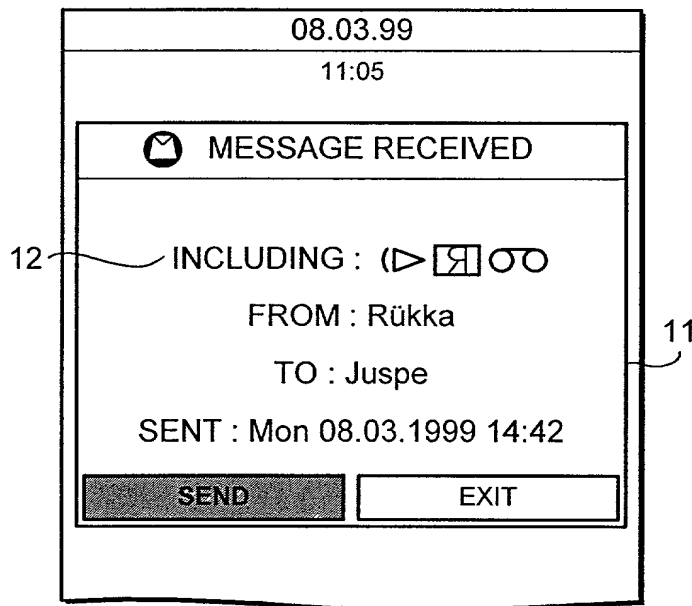 08.03.99
11:05
MESSAGE RECEIVED
12
INCLUDING : Я
FROM : Rükka
11
TO : Juspe
SENT : Mon 08.03.1999 14:42
SEND EXIT